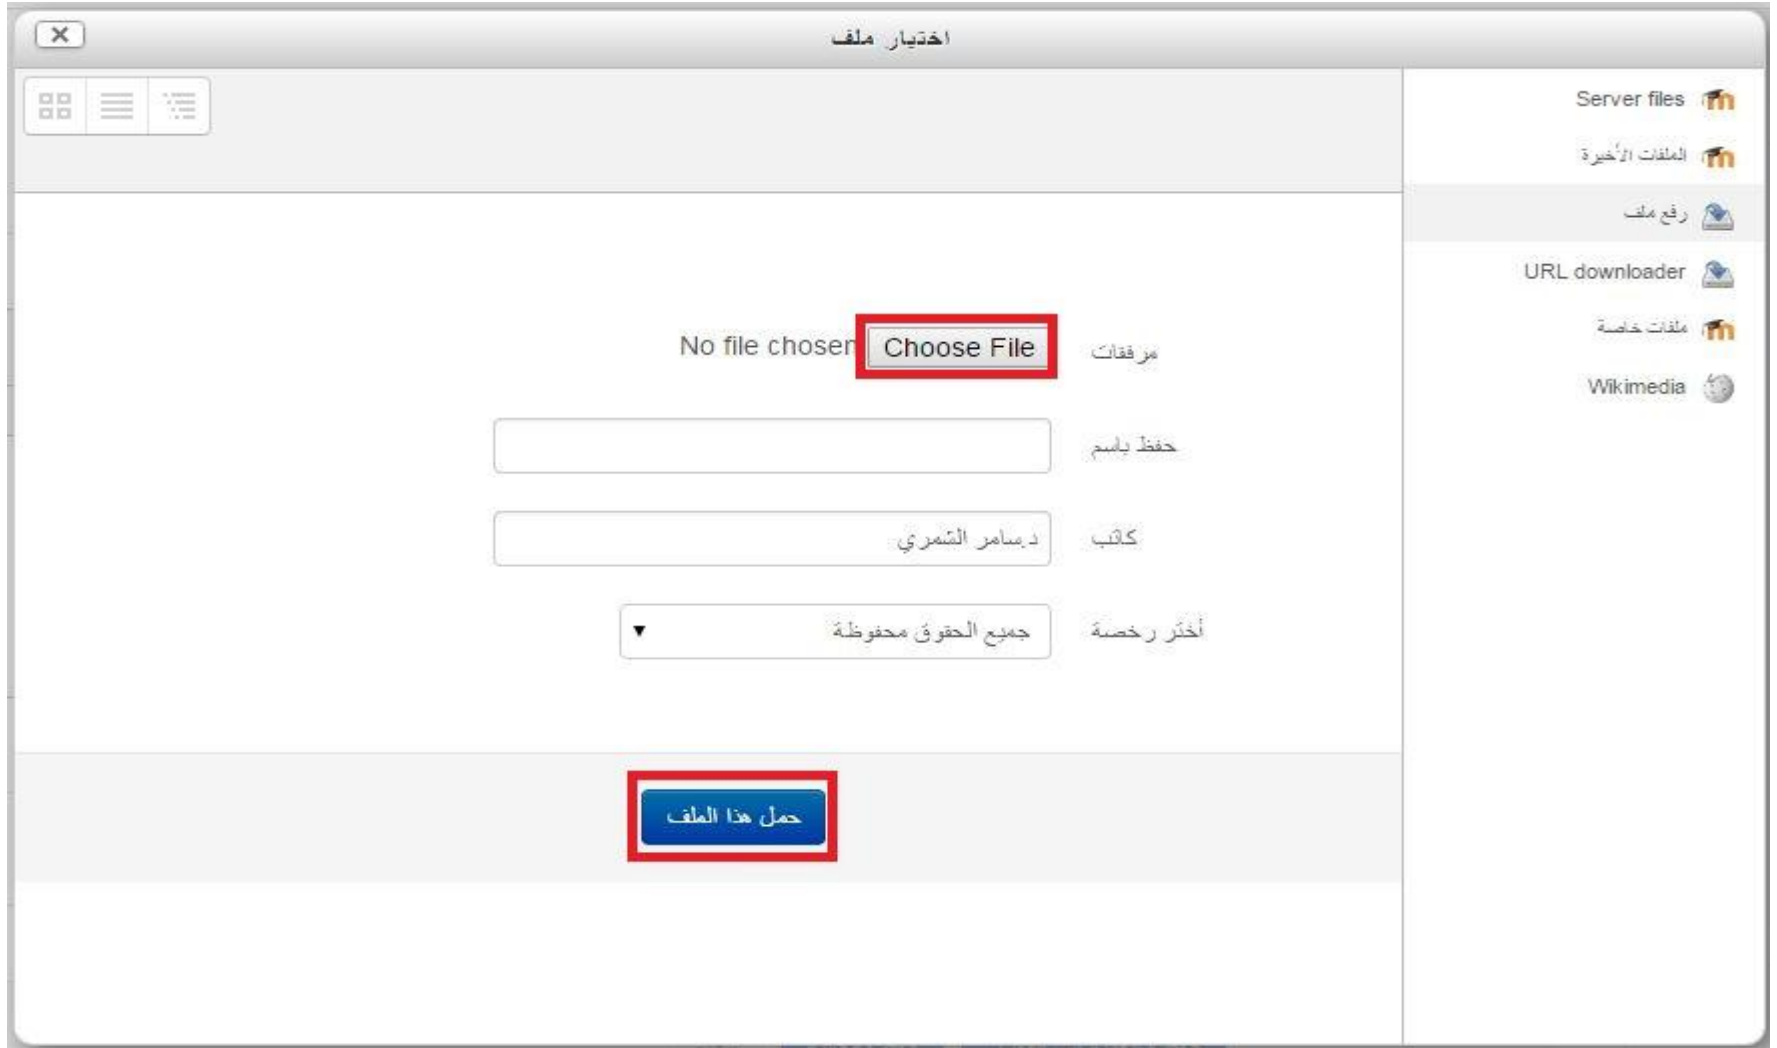 اختيار ملف
Server files
الملفات الأخيرة
رفع ملف
URL downloader
ملفات خاصة
Wikimedia
مرفقات Choose File No file chosen
حفظ باسم
كاتب د.سامر الشمري
أختر رخصة جميع الحقوق محفوظة
حمل هذا الملف